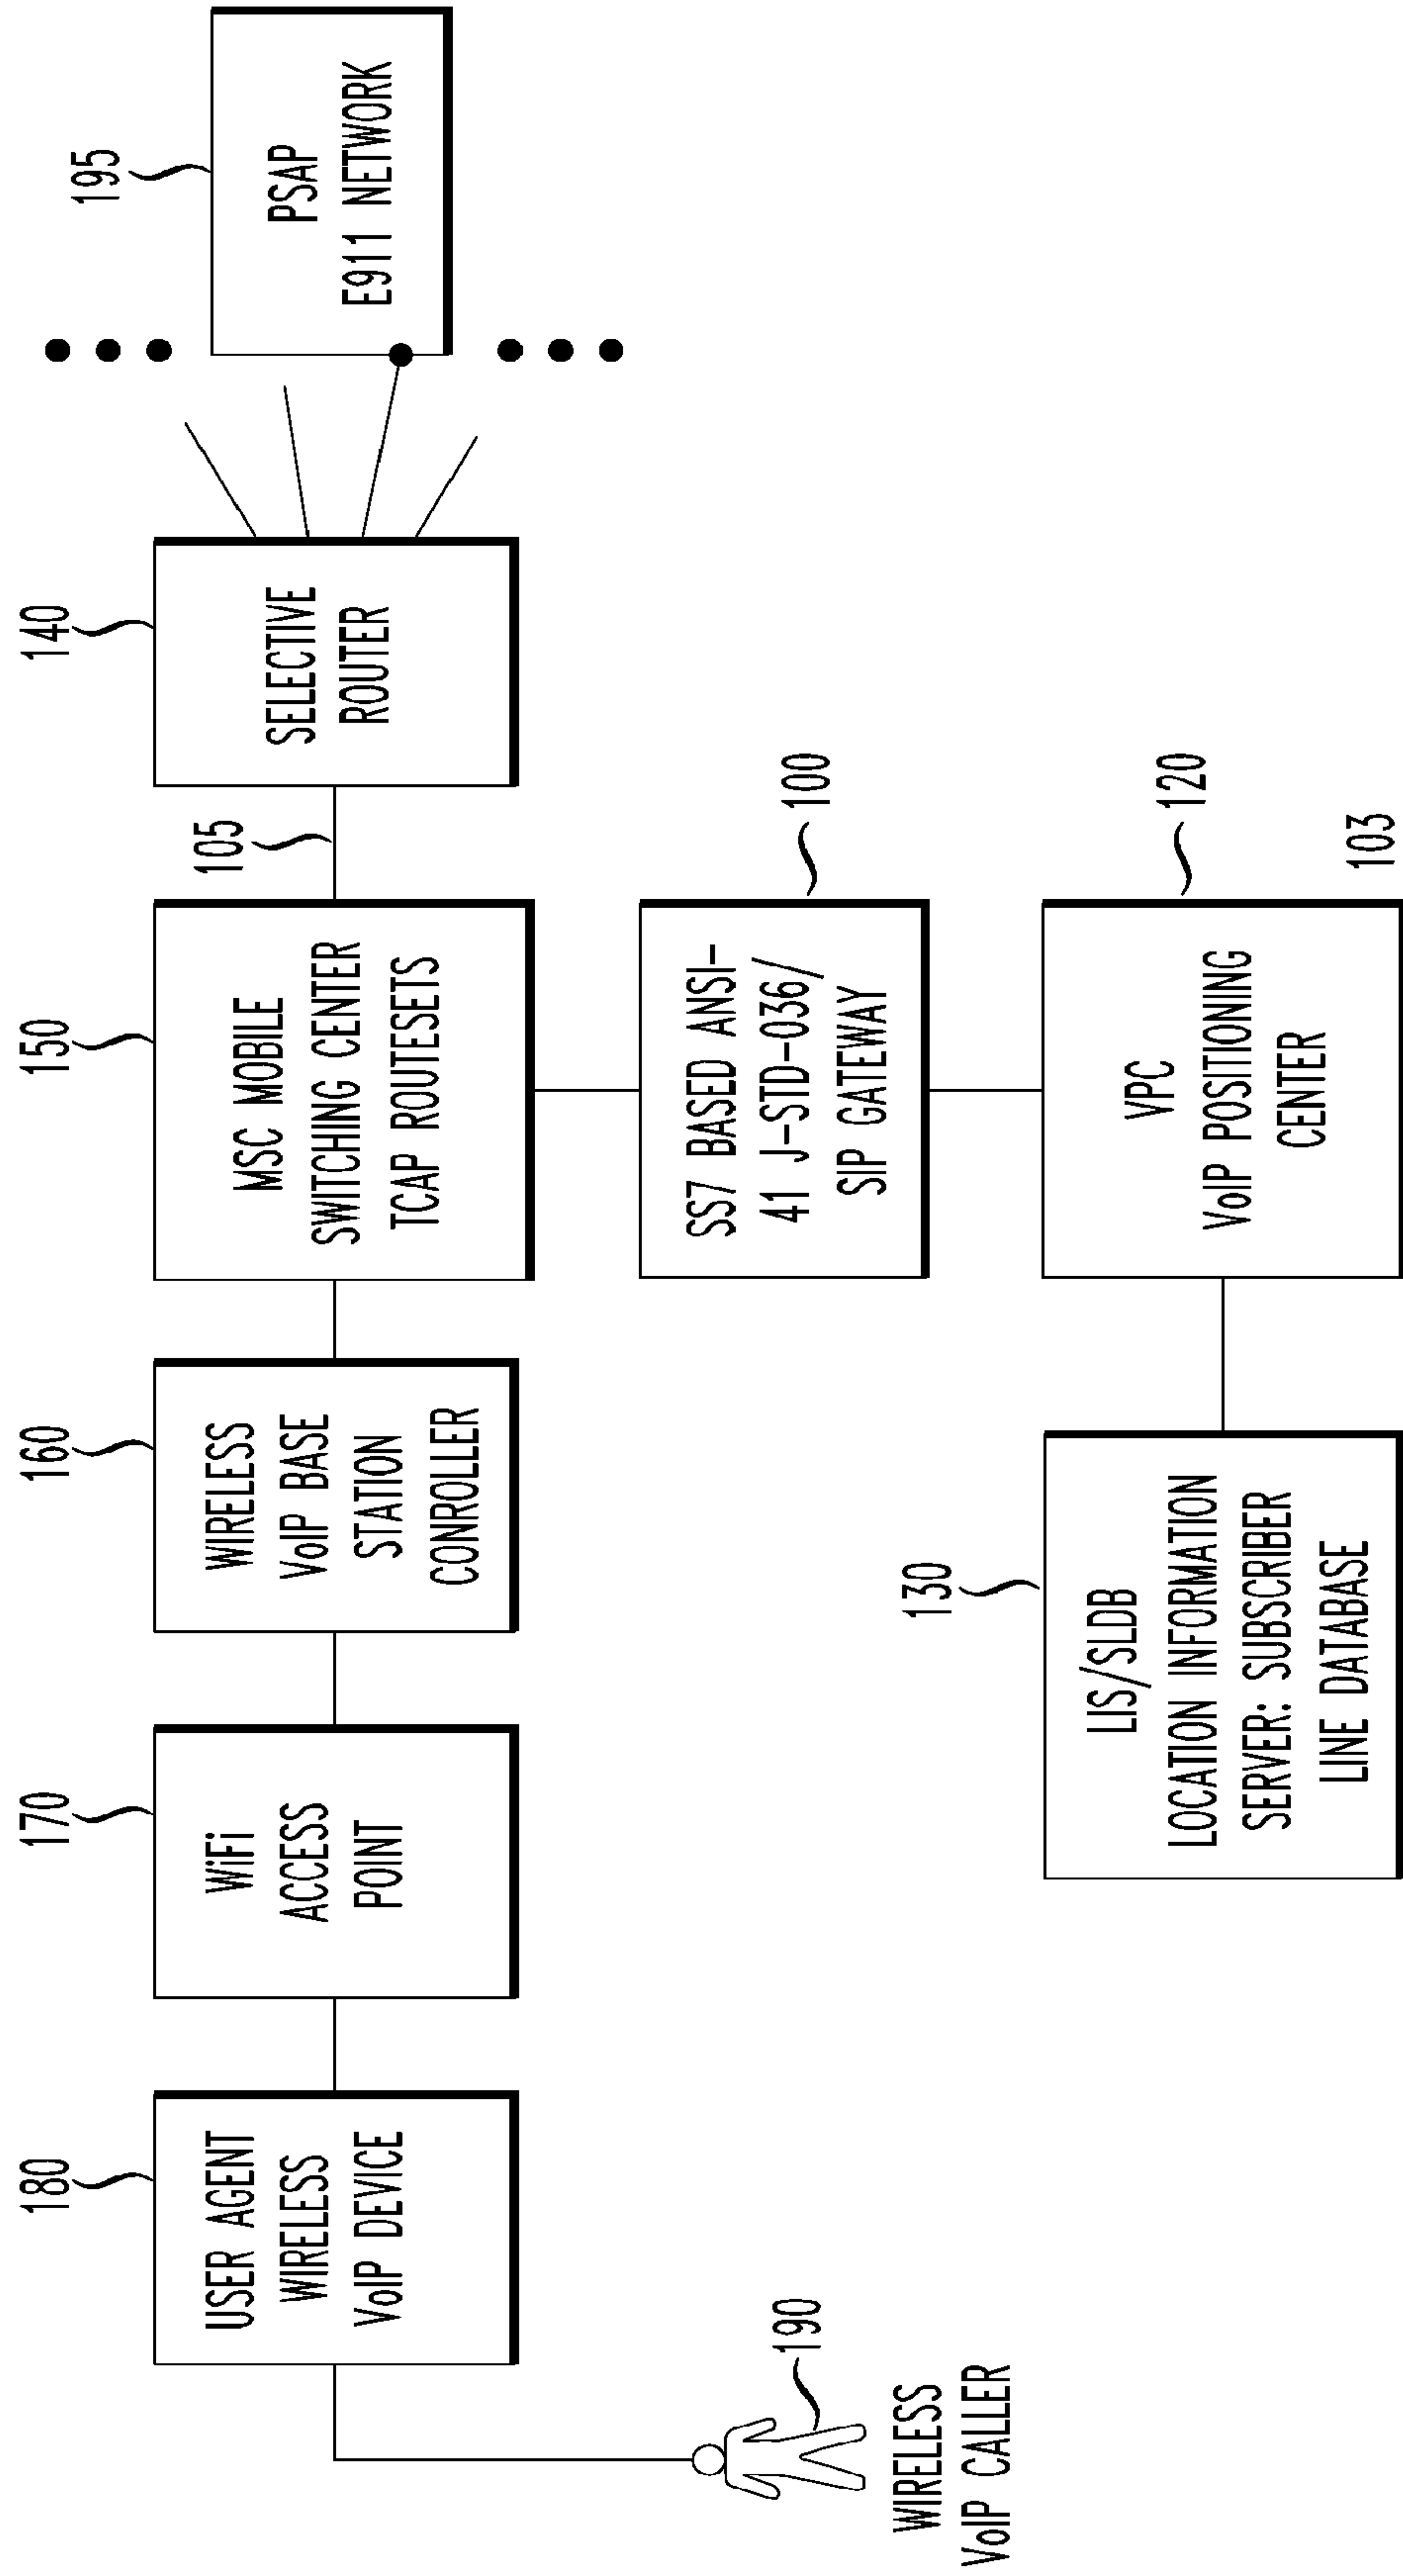 180
USER AGENT
WIRELESS
VoIP DEVICE
170
WiFi
ACCESS
POINT
160
WIRELESS
VoIP BASE
STATION
CONROLLER
150
MSC MOBILE
SWITCHING CENTER
TCAP ROUTESETS
105
140
SELECTIVE
ROUTER
195
PSAP
E911 NETWORK
190
WIRELESS
VoIP CALLER
SS7 BASED ANSI-
41 J-STD-036/
SIP GATEWAY
100
130
LIS/SLDB
LOCATION INFORMATION
SERVER: SUBSCRIBER
LINE DATABASE
VPC
VoIP POSITIONING
CENTER
120
103